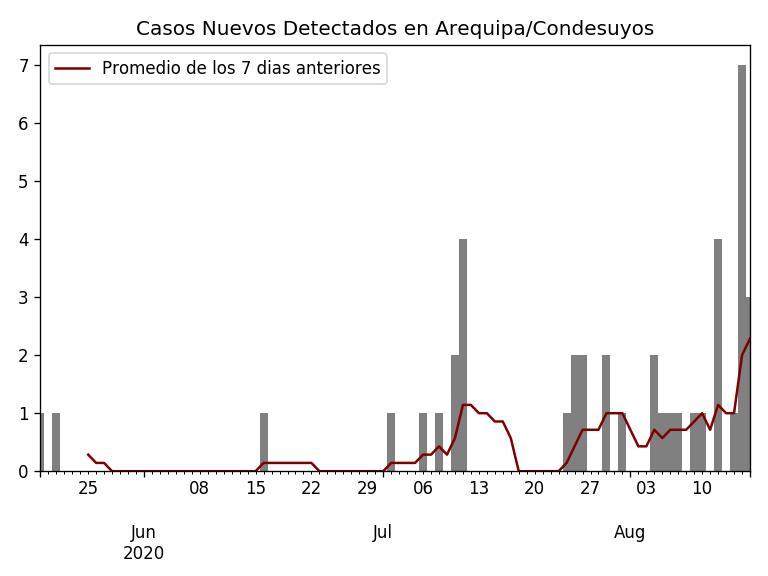 Casos Nuevos Detectados en Arequipa/Condesuyos
Promedio de los 7 dias anteriores
7
6
5
4
3
2
1
0
25 08 15 22 29 06 13 20 27 03 10
Jun Jul Aug
2020